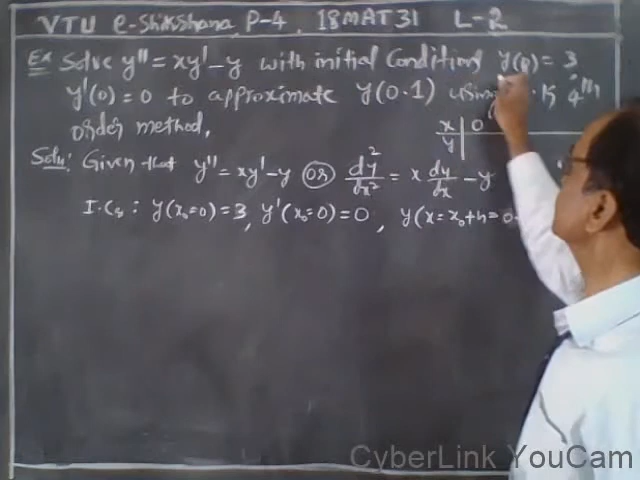 VTU e-Shikshana, P-4, 18MAT31 L-2
Ex Solve y'' = xy' - y with initial Conditions y(0) = 3
y'(0) = 0 to approximate y(0.1) using K 4th
order method.
x | 0
y |
Solu: Given that y'' = xy' - y (or) d²y/dx² = x dy/dx - y
I.Cs: y(x₀=0) = 3, y'(x₀=0) = 0, y(x = x₀+h = 0.
CyberLink YouCam